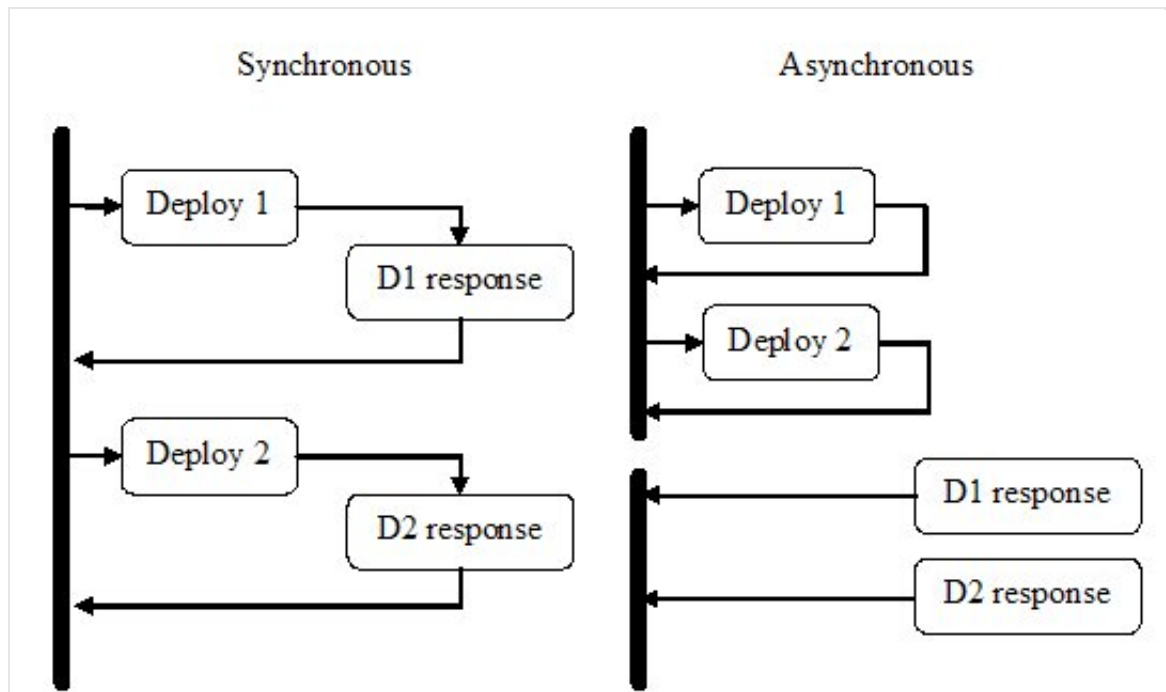 Synchronous
Asynchronous
Deploy 1
D1 response
Deploy 2
D2 response
Deploy 1
Deploy 2
D1 response
D2 response